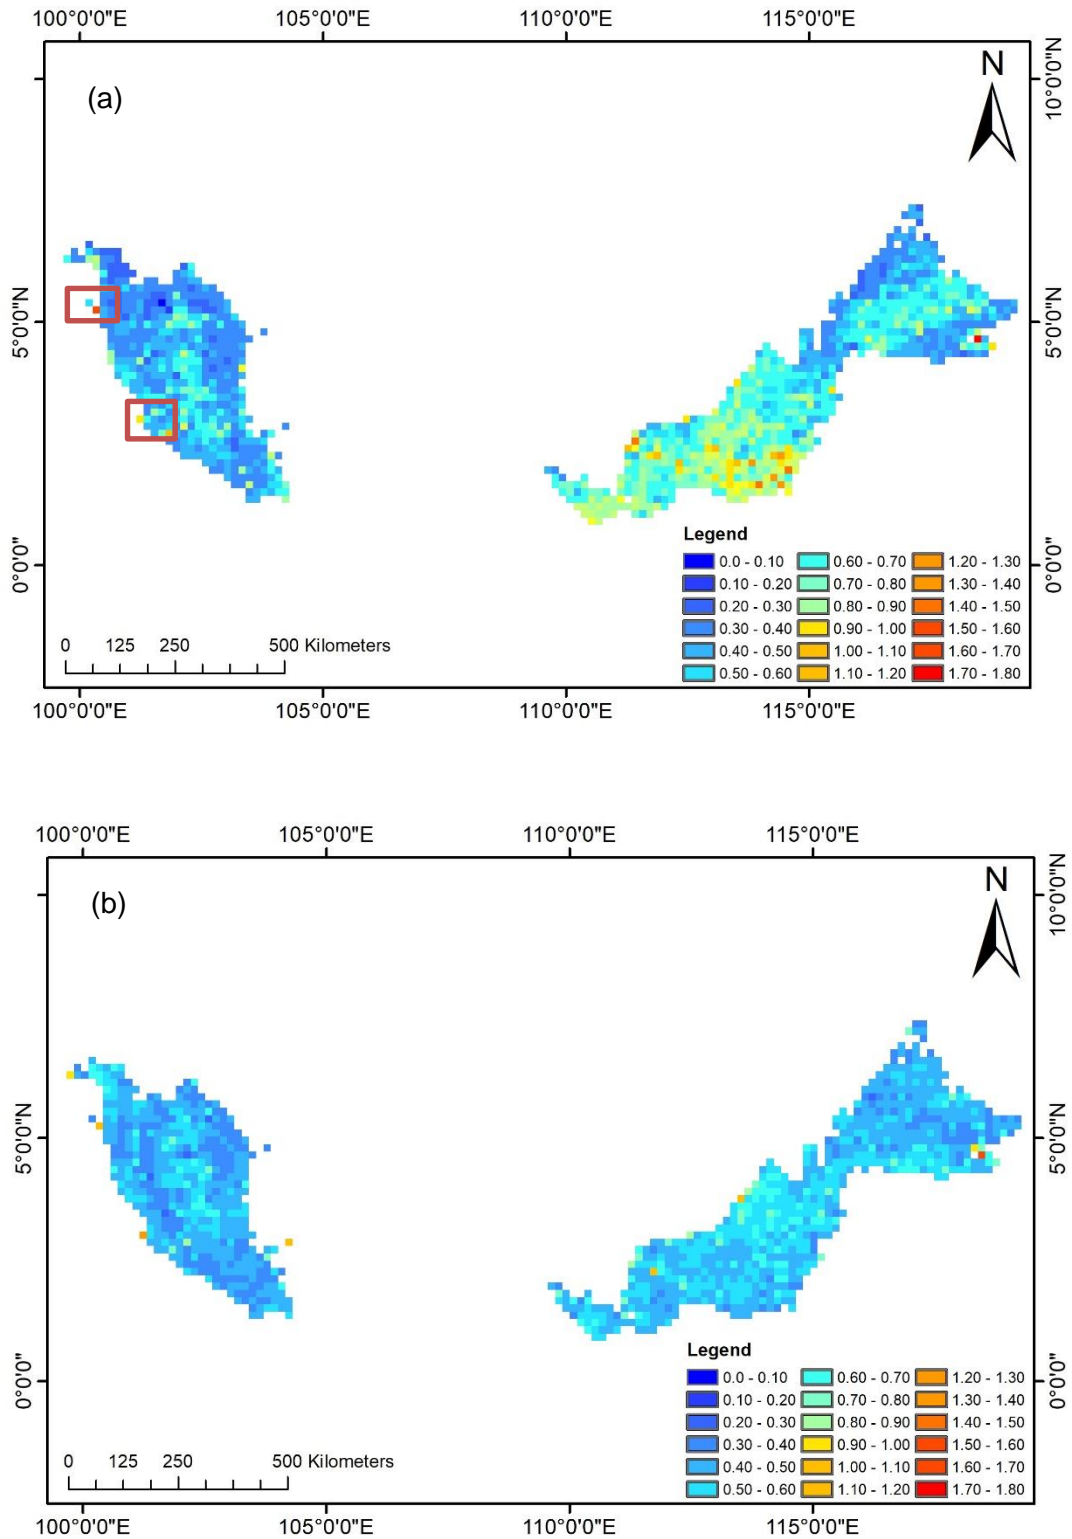 100°0'0"E 105°0'0"E 110°0'0"E 115°0'0"E
(a)
N
10°0'0"N
5°0'0"N
5°0'0"N
0°0'0"
0°0'0"
Legend
0.0 - 0.10 0.60 - 0.70 1.20 - 1.30
0.10 - 0.20 0.70 - 0.80 1.30 - 1.40
0.20 - 0.30 0.80 - 0.90 1.40 - 1.50
0.30 - 0.40 0.90 - 1.00 1.50 - 1.60
0.40 - 0.50 1.00 - 1.10 1.60 - 1.70
0.50 - 0.60 1.10 - 1.20 1.70 - 1.80
0 125 250 500 Kilometers
100°0'0"E 105°0'0"E 110°0'0"E 115°0'0"E
100°0'0"E 105°0'0"E 110°0'0"E 115°0'0"E
(b)
N
10°0'0"N
5°0'0"N
5°0'0"N
0°0'0"
0°0'0"
Legend
0.0 - 0.10 0.60 - 0.70 1.20 - 1.30
0.10 - 0.20 0.70 - 0.80 1.30 - 1.40
0.20 - 0.30 0.80 - 0.90 1.40 - 1.50
0.30 - 0.40 0.90 - 1.00 1.50 - 1.60
0.40 - 0.50 1.00 - 1.10 1.60 - 1.70
0.50 - 0.60 1.10 - 1.20 1.70 - 1.80
0 125 250 500 Kilometers
100°0'0"E 105°0'0"E 110°0'0"E 115°0'0"E